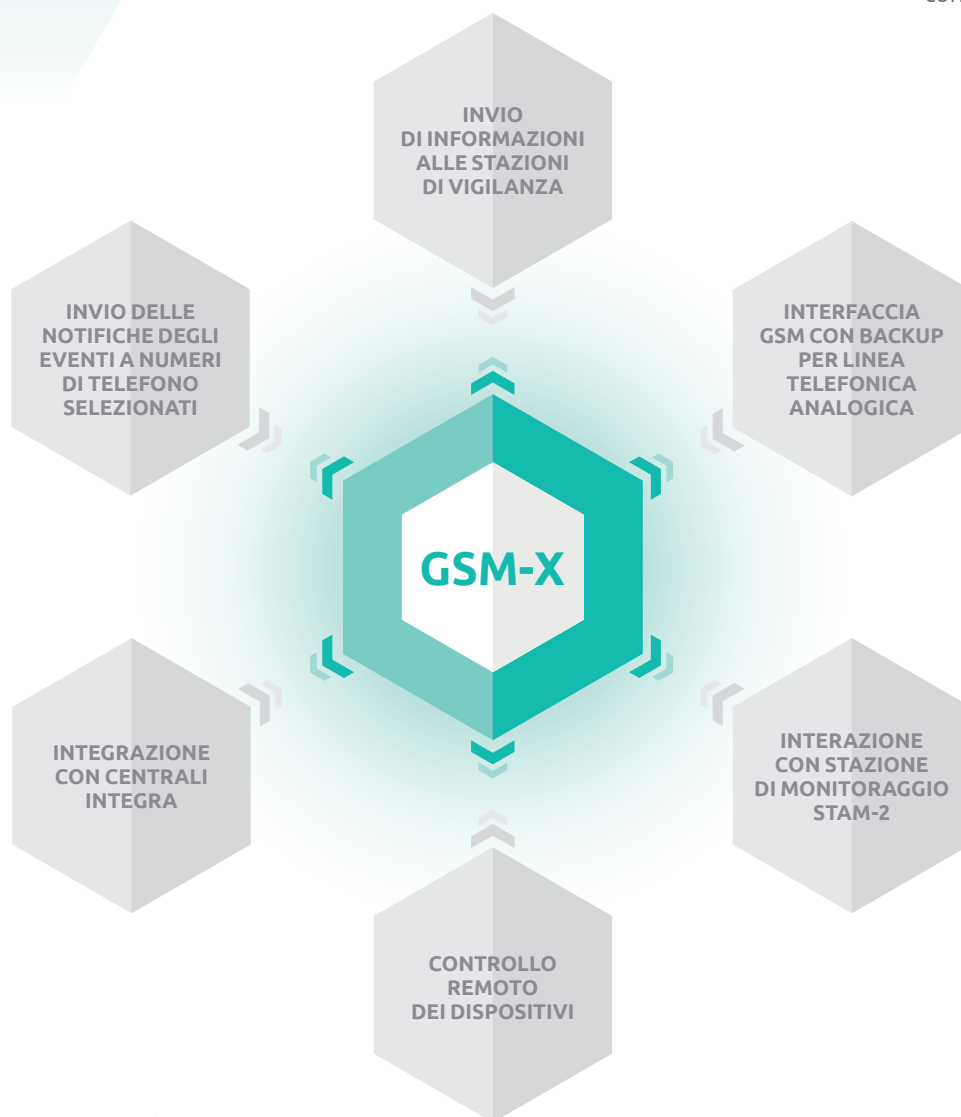 INVIO
DI INFORMAZIONI
ALLE STAZIONI
DI VIGILANZA
INVIO DELLE
NOTIFICHE DEGLI
EVENTI A NUMERI
DI TELEFONO
SELEZIONATI
INTERFACCIA
GSM CON BACKUP
PER LINEA
TELEFONICA
ANALOGICA
GSM-X
INTEGRAZIONE
CON CENTRALI
INTEGRA
INTERAZIONE
CON STAZIONE
DI MONITORAGGIO
STAM-2
CONTROLLO
REMOTO
DEI DISPOSITIVI